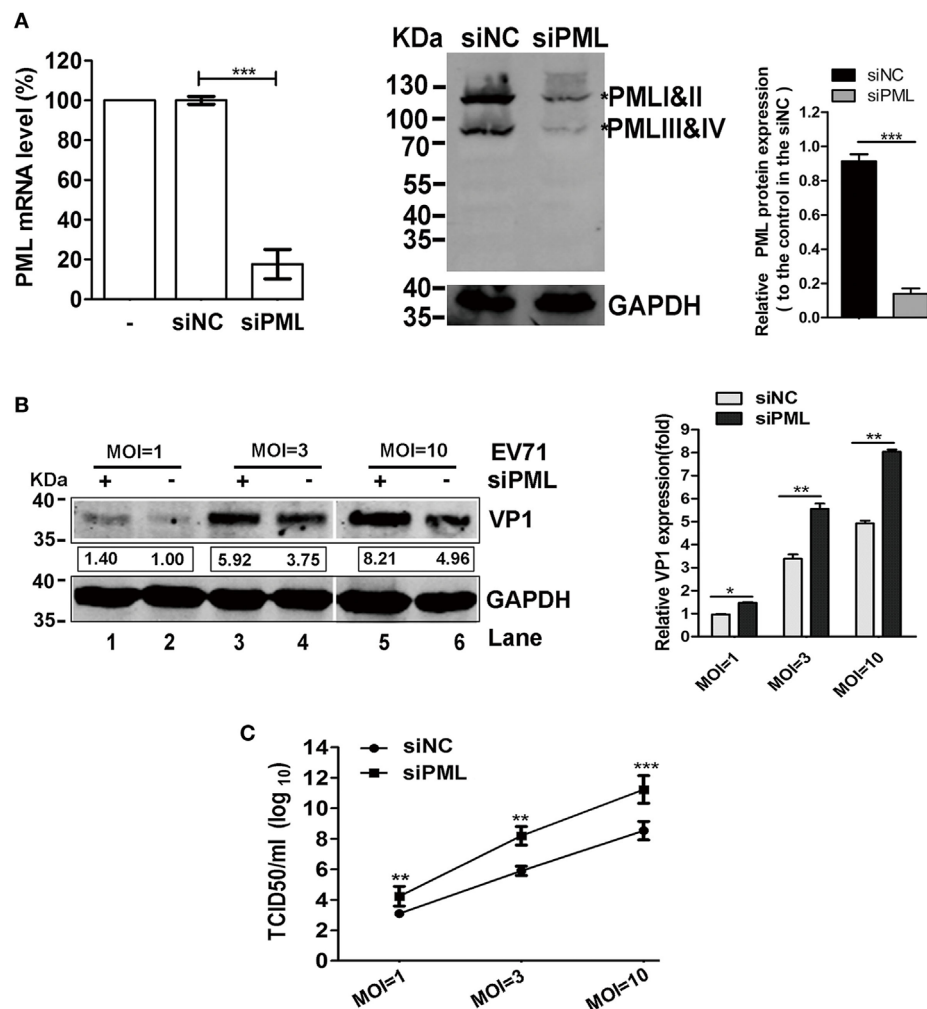 A
PML mRNA level (%)
120
100
80
60
40
20
0
***
- siNC siPML
KDa siNC siPML
130
100
70
55
40
35
*PMLI&II
*PMLIII&IV
40
35
GAPDH
siNC
siPML
Relative PML protein expression
( to the control in the siNC )
1.2
1.0
0.8
0.6
0.4
0.2
0.0
***
B
MOI=1 MOI=3 MOI=10 EV71
KDa + - + - + - siPML
40
35
VP1
1.40 1.00 5.92 3.75 8.21 4.96
40
35
GAPDH
1 2 3 4 5 6 Lane
siNC
siPML
Relative VP1 expression(fold)
9
8
7
6
5
4
3
2
1
0
* ** **
MOI=1 MOI=3 MOI=10
C
siNC
siPML
TCID50/ml (log 10)
14
12
10
8
6
4
2
0
** ** ***
MOI=1 MOI=3 MOI=10